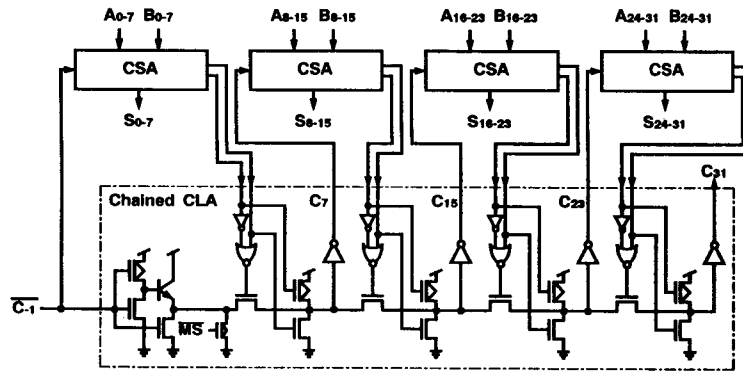 A0-7 B0-7 A8-15 B8-15 A16-23 B16-23 A24-31 B24-31
CSA CSA CSA CSA
S0-7 S8-15 S16-23 S24-31
Chained CLA C7 C15 C23 C31
C-1
MS